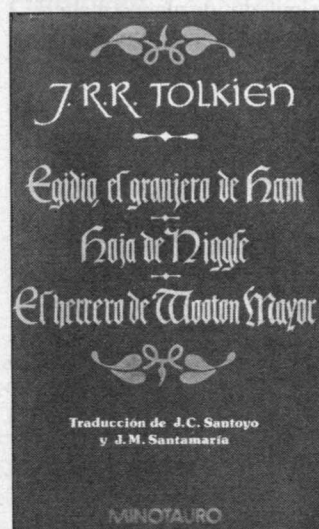 J.R.R. TOLKIEN
Egidio, el granjero de Ham
Hoja de Niggle
El herrero de Wooton Mayor
Traducción de J.C. Santoyo
y J.M. Santamaría
MINOTAURO